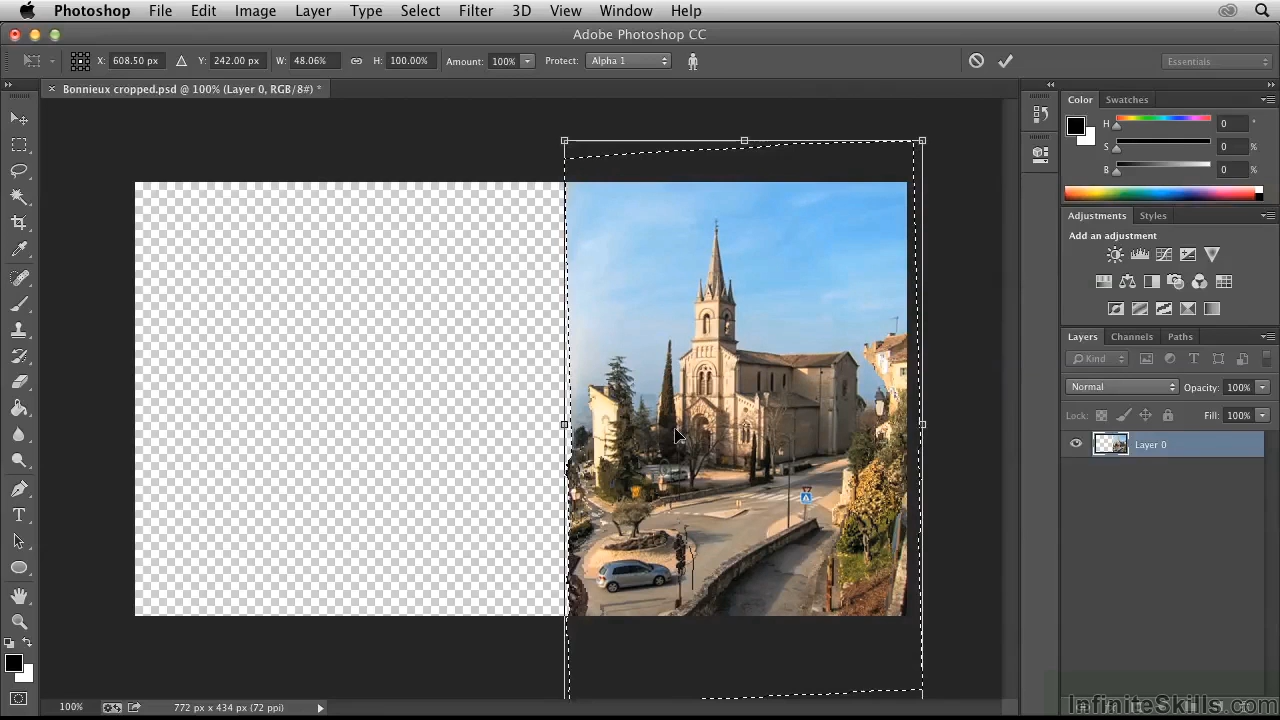 Photoshop File Edit Image Layer Type Select Filter 3D View Window Help
Adobe Photoshop CC
X: 608.50 px Y: 242.00 px W: 48.06% H: 100.00% Amount: 100% Protect: Alpha 1 Essentials
× Bonnieux cropped.psd @ 100% (Layer 0, RGB/8#) *
Color Swatches
H 0 °
S 0 %
B 0 %
Adjustments Styles
Add an adjustment
Layers Channels Paths
Kind
Normal Opacity: 100%
Lock: Fill: 100%
Layer 0
100% 772 px x 434 px (72 ppi)
InfiniteSkills.com